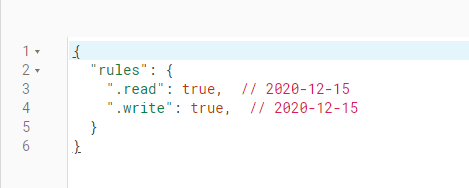 1 {
2 "rules": {
3 ".read": true,  // 2020-12-15
4 ".write": true,  // 2020-12-15
5 }
6 }